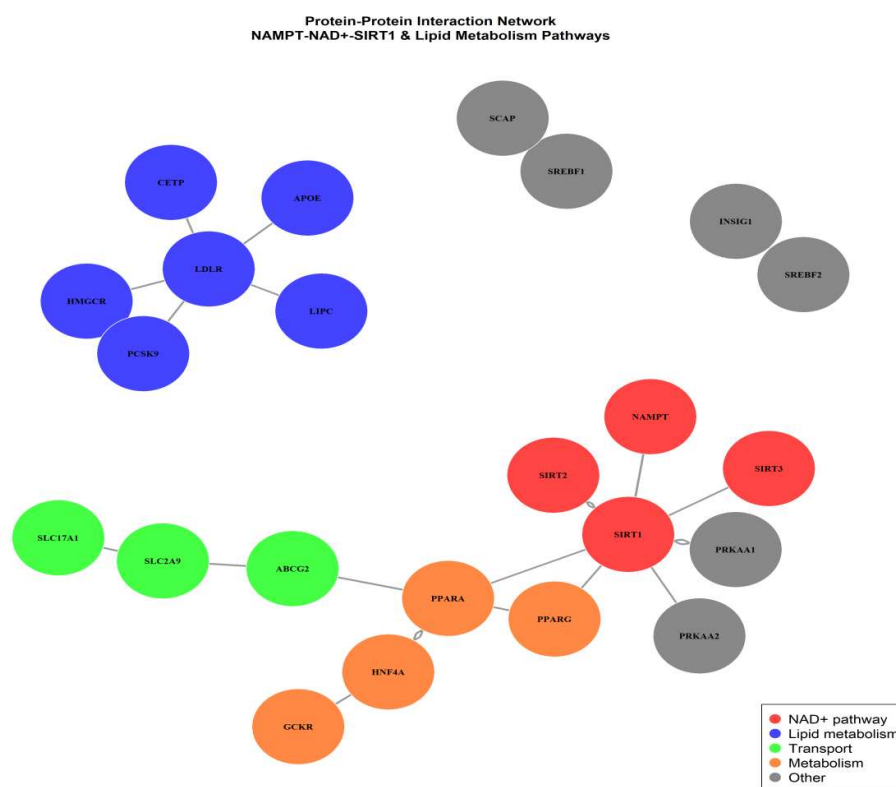 Protein-Protein Interaction Network
NAMPT-NAD+-SIRT1 & Lipid Metabolism Pathways
SCAP
SREBF1
CETP
APOE
INSIG1
SREBF2
LDLR
HMGCR
LIPC
PCSK9
NAMPT
SIRT2
SIRT3
SIRT1
SLC17A1
SLC2A9
ABCG2
PRKAA1
PPARA
PPARG
PRKAA2
HNF4A
GCKR
NAD+ pathway
Lipid metabolism
Transport
Metabolism
Other